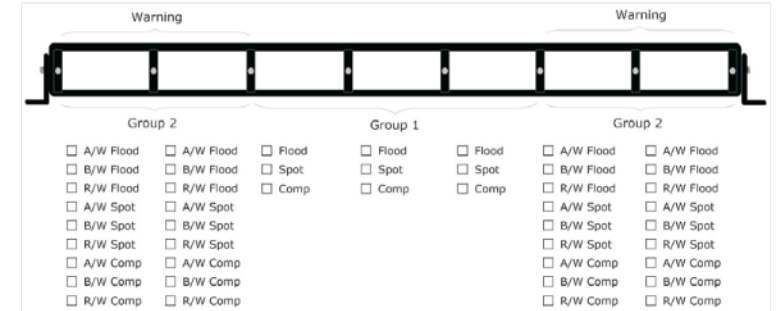 Warning Warning
Group 2 Group 1 Group 2
A/W Flood A/W Flood Flood Flood Flood A/W Flood A/W Flood
B/W Flood B/W Flood Spot Spot Spot B/W Flood B/W Flood
R/W Flood R/W Flood Comp Comp Comp R/W Flood R/W Flood
A/W Spot A/W Spot A/W Spot A/W Spot
B/W Spot B/W Spot B/W Spot B/W Spot
R/W Spot R/W Spot R/W Spot R/W Spot
A/W Comp A/W Comp A/W Comp A/W Comp
B/W Comp B/W Comp B/W Comp B/W Comp
R/W Comp R/W Comp R/W Comp R/W Comp